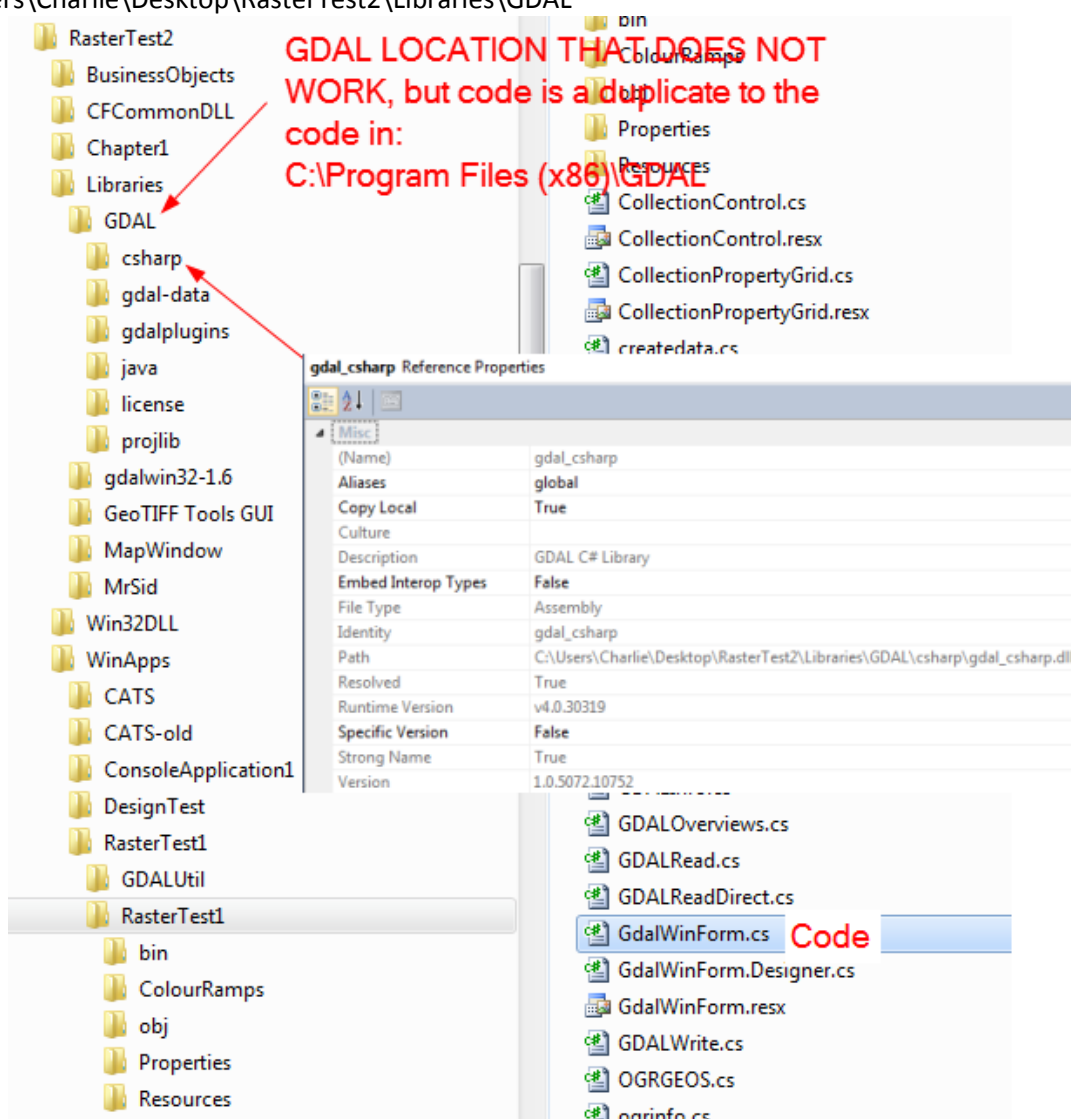 ers\Charlie\Desktop\RasterTest2\Libraries\GDAL
RasterTest2
BusinessObjects
CFCommonDLL
Chapter1
Libraries
GDAL
csharp
gdal-data
gdalplugins
java
license
projlib
gdalwin32-1.6
GeoTIFF Tools GUI
MapWindow
MrSid
Win32DLL
WinApps
CATS
CATS-old
ConsoleApplication1
DesignTest
RasterTest1
GDALUtil
RasterTest1
bin
ColourRamps
obj
Properties
Resources
GDAL LOCATION THAT DOES NOT
WORK, but code is a duplicate to the
code in:
C:\Program Files (x86)\GDAL
bin
ColourRamps
obj
Properties
Resources
CollectionControl.cs
CollectionControl.resx
CollectionPropertyGrid.cs
CollectionPropertyGrid.resx
createdata.cs
gdal_csharp Reference Properties
Misc
(Name) gdal_csharp
Aliases global
Copy Local True
Culture
Description GDAL C# Library
Embed Interop Types False
File Type Assembly
Identity gdal_csharp
Path C:\Users\Charlie\Desktop\RasterTest2\Libraries\GDAL\csharp\gdal_csharp.dll
Resolved True
Runtime Version v4.0.30319
Specific Version False
Strong Name True
Version 1.0.5072.10752
GDALOverviews.cs
GDALRead.cs
GDALReadDirect.cs
GdalWinForm.cs Code
GdalWinForm.Designer.cs
GdalWinForm.resx
GDALWrite.cs
OGRGEOS.cs
ogrinfo.cs